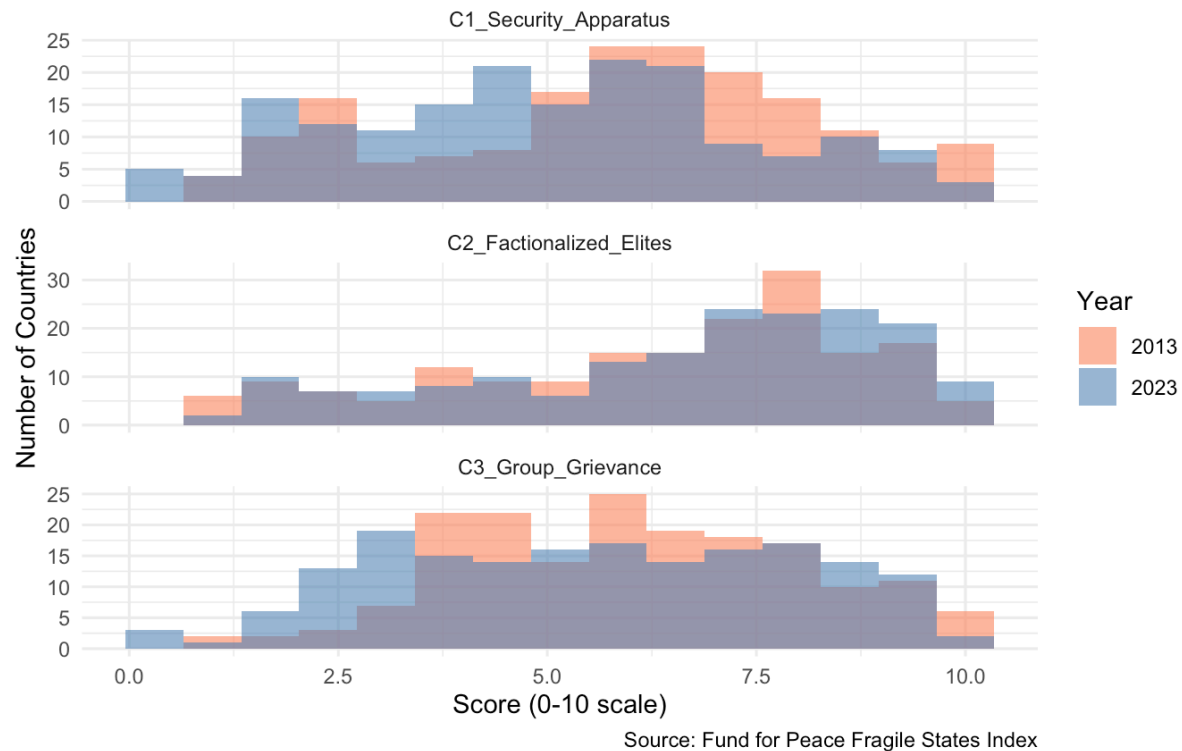 C1_Security_Apparatus
25
20
15
10
5
0
C2_Factionalized_Elites
30
20
10
0
C3_Group_Grievance
25
20
15
10
5
0
0.0 2.5 5.0 7.5 10.0
Score (0-10 scale)
Number of Countries
Year
2013
2023
Source: Fund for Peace Fragile States Index